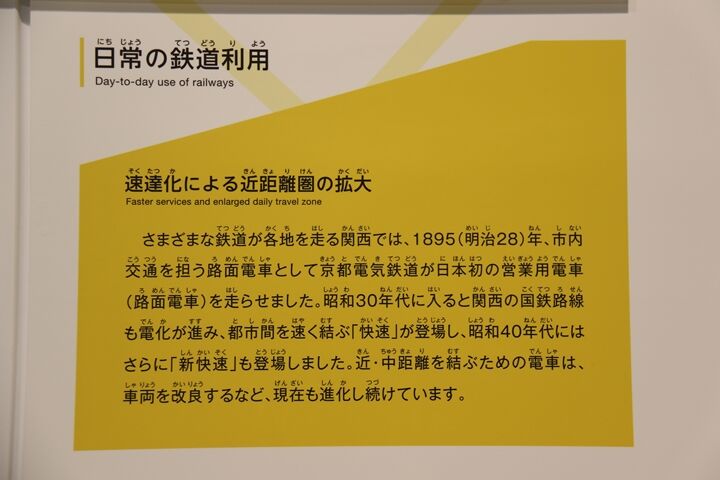 日常の鉄道利用
Day-to-day use of railways
速達化による近距離圏の拡大
Faster services and enlarged daily travel zone
さまざまな鉄道が各地を走る関西では、1895(明治28)年、市内
交通を担う路面電車として京都電気鉄道が日本初の営業用電車
(路面電車)を走らせました。昭和30年代に入ると関西の国鉄路線
も電化が進み、都市間を速く結ぶ「快速」が登場し、昭和40年代には
さらに「新快速」も登場しました。近・中距離を結ぶための電車は、
車両を改良するなど、現在も進化し続けています。